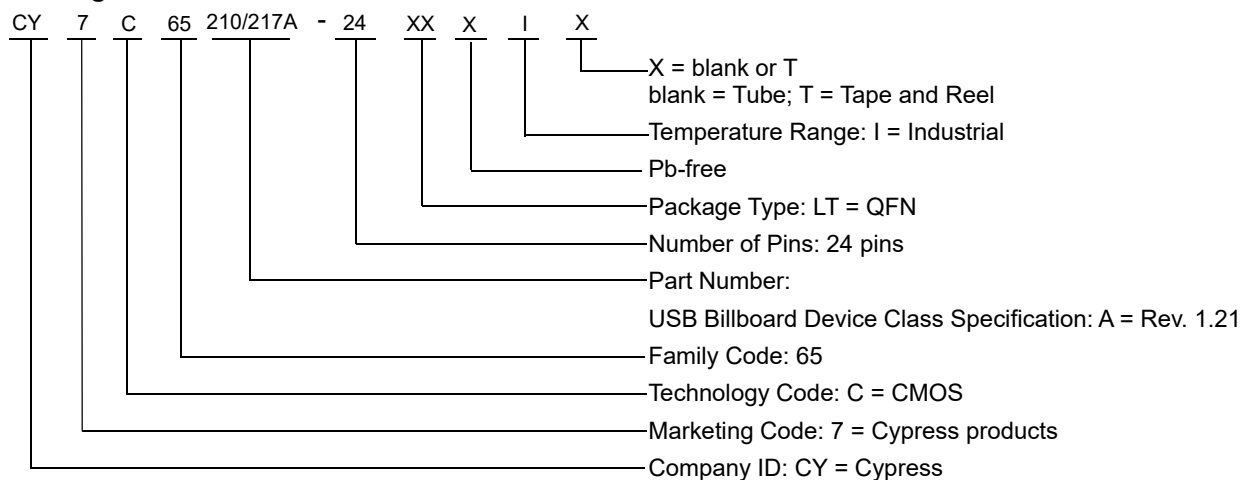 CY 7 C 65 210/217A - 24 XX X I X
X = blank or T
blank = Tube; T = Tape and Reel
Temperature Range: I = Industrial
Pb-free
Package Type: LT = QFN
Number of Pins: 24 pins
Part Number:
USB Billboard Device Class Specification: A = Rev. 1.21
Family Code: 65
Technology Code: C = CMOS
Marketing Code: 7 = Cypress products
Company ID: CY = Cypress